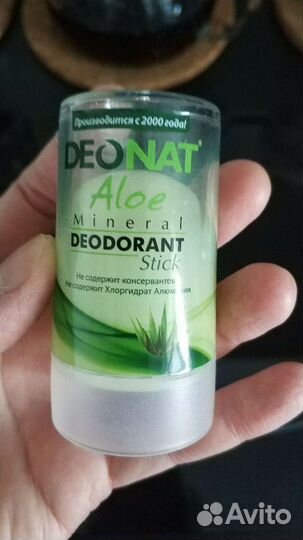 Производится с 2000 года!
DEONAT
Aloe
Mineral
DEODORANT
Stick
Не содержит консервантов
Не содержит Хлоргидрат Алюминия
Avito